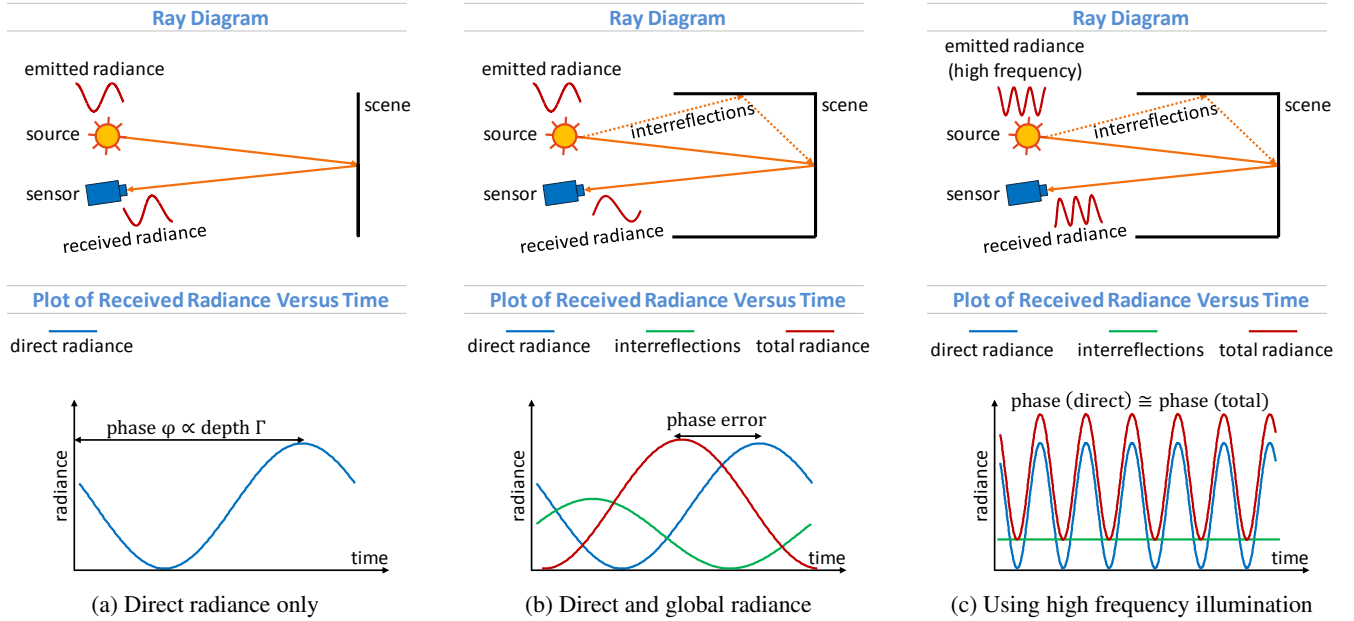 Ray Diagram
emitted radiance
source
sensor
received radiance
scene
Plot of Received Radiance Versus Time
direct radiance
phase φ ∝ depth Γ
radiance
time
(a) Direct radiance only
Ray Diagram
emitted radiance
source
interreflections
sensor
received radiance
scene
Plot of Received Radiance Versus Time
direct radiance
interreflections
total radiance
phase error
radiance
time
(b) Direct and global radiance
Ray Diagram
emitted radiance
(high frequency)
source
interreflections
sensor
received radiance
scene
Plot of Received Radiance Versus Time
direct radiance
interreflections
total radiance
phase (direct) ≅ phase (total)
radiance
time
(c) Using high frequency illumination